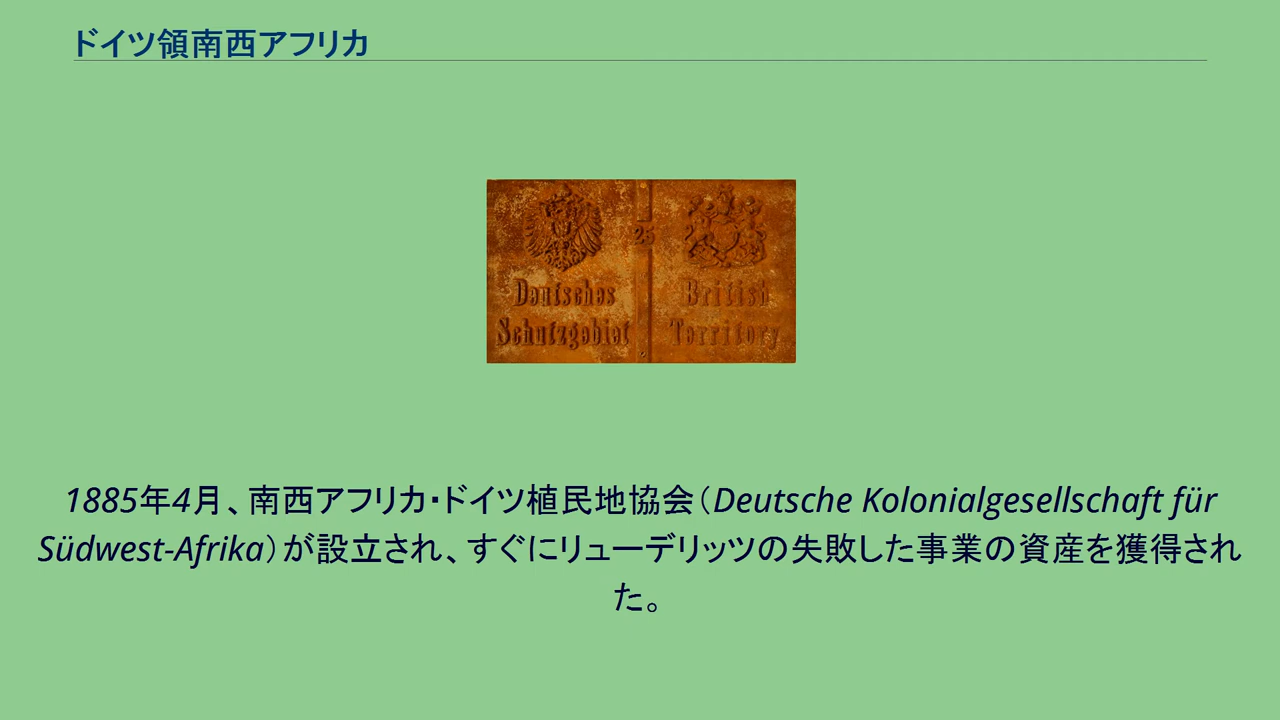 ドイツ領南西アフリカ
25
Deutsches
Schutzgebiet
British
Territory
1885年4月、南西アフリカ・ドイツ植民地協会（Deutsche Kolonialgesellschaft für
Südwest-Afrika）が設立され、すぐにリューデリッツの失敗した事業の資産を獲得され
た。